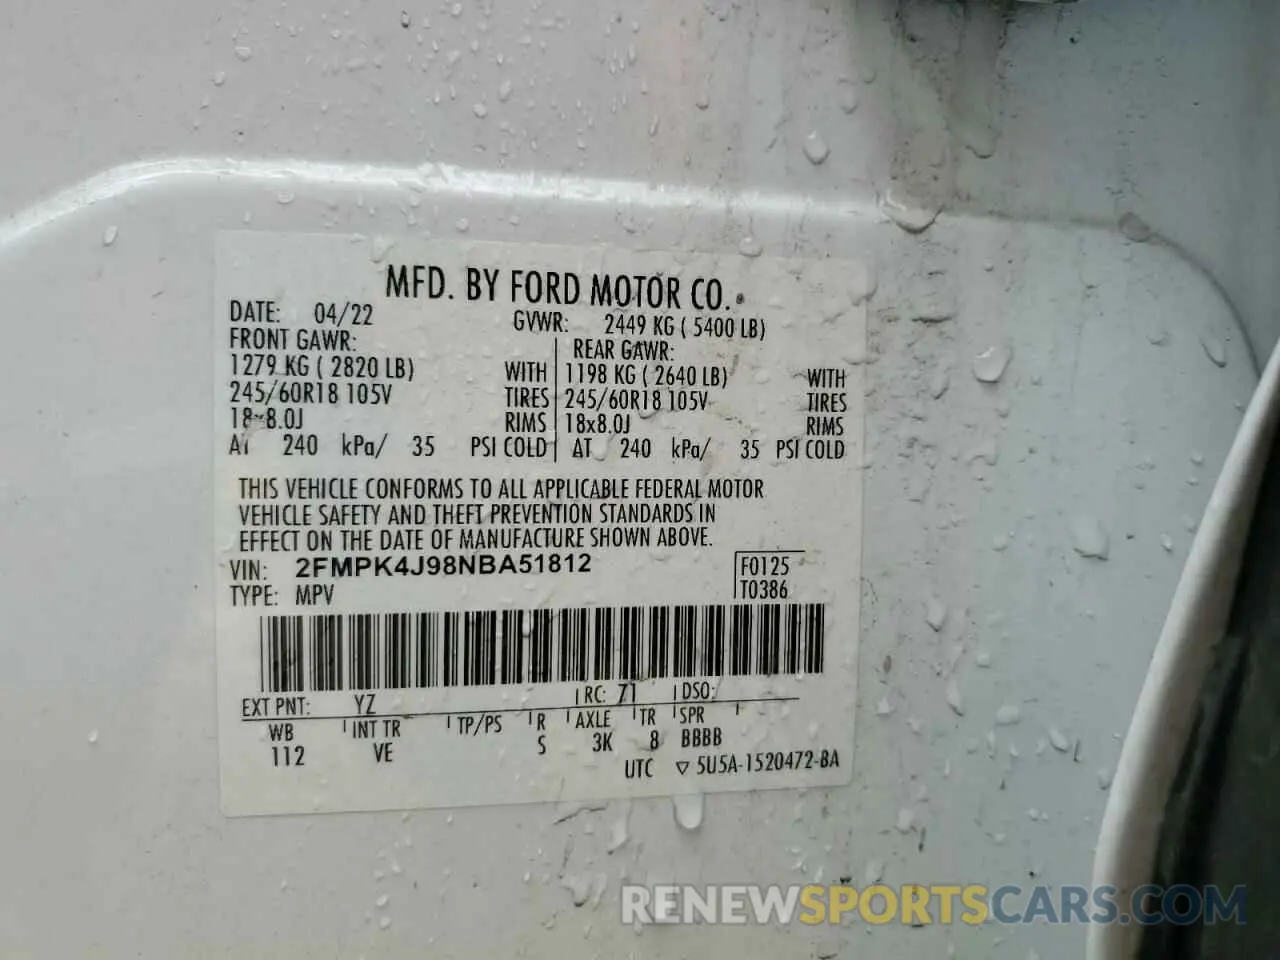 MFD. BY FORD MOTOR CO.
DATE: 04/22 GVWR: 2449 KG ( 5400 LB)
FRONT GAWR: REAR GAWR:
1279 KG ( 2820 LB) WITH 1198 KG ( 2640 LB) WITH
245/60R18 105V TIRES 245/60R18 105V TIRES
18x8.0J RIMS 18x8.0J RIMS
AT 240 kPa/ 35 PSI COLD AT 240 kPa/ 35 PSI COLD
THIS VEHICLE CONFORMS TO ALL APPLICABLE FEDERAL MOTOR
VEHICLE SAFETY AND THEFT PREVENTION STANDARDS IN
EFFECT ON THE DATE OF MANUFACTURE SHOWN ABOVE.
VIN: 2FMPK4J98NBA51812 F0125
TYPE: MPV T0386
EXT PNT: YZ RC: 71 DSO:
WB INT TR TP/PS R AXLE TR SPR
112 VE S 3K 8 BBBB
UTC ▽ 5U5A-1520472-BA
RENEWSPORTSCARS.COM